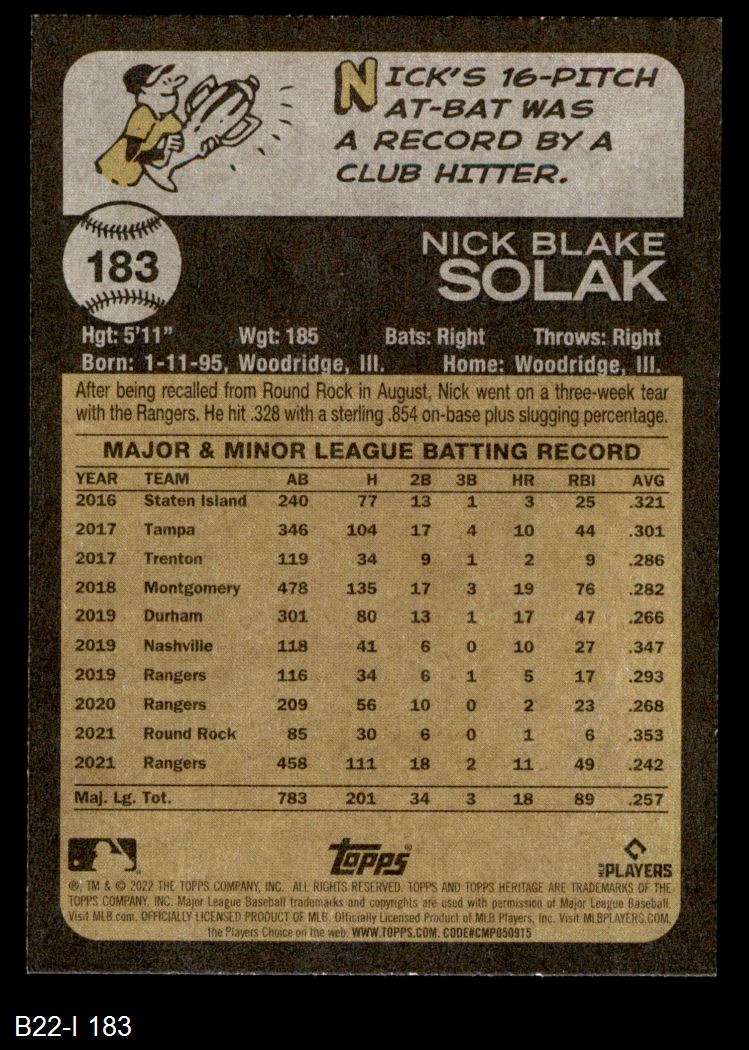 NICK'S 16-PITCH
AT-BAT WAS
A RECORD BY A
CLUB HITTER.
183
NICK BLAKE
SOLAK
Hgt: 5'11" Wgt: 185 Bats: Right Throws: Right
Born: 1-11-95, Woodridge, Ill. Home: Woodridge, Ill.
After being recalled from Round Rock in August, Nick went on a three-week tear
with the Rangers. He hit .328 with a sterling .854 on-base plus slugging percentage.
MAJOR & MINOR LEAGUE BATTING RECORD
YEAR TEAM AB H 2B 3B HR RBI AVG
2016 Staten Island 240 77 13 1 3 25 .321
2017 Tampa 346 104 17 4 10 44 .301
2017 Trenton 119 34 9 1 2 9 .286
2018 Montgomery 478 135 17 3 19 76 .282
2019 Durham 301 80 13 1 17 47 .266
2019 Nashville 118 41 6 0 10 27 .347
2019 Rangers 116 34 6 1 5 17 .293
2020 Rangers 209 56 10 0 2 23 .268
2021 Round Rock 85 30 6 0 1 6 .353
2021 Rangers 458 111 18 2 11 49 .242
Maj. Lg. Tot. 783 201 34 3 18 89 .257
topps
MLB PLAYERS
®, TM & © 2022 THE TOPPS COMPANY, INC. ALL RIGHTS RESERVED. TOPPS AND TOPPS HERITAGE ARE TRADEMARKS OF THE
TOPPS COMPANY, INC. Major League Baseball trademarks and copyrights are used with permission of Major League Baseball.
Visit MLB.com. OFFICIALLY LICENSED PRODUCT OF MLB. Officially Licensed Product of MLB Players, Inc. Visit MLBPLAYERS.COM,
the Players Choice on the web. WWW.TOPPS.COM. CODE#CMP050915
B22-I 183